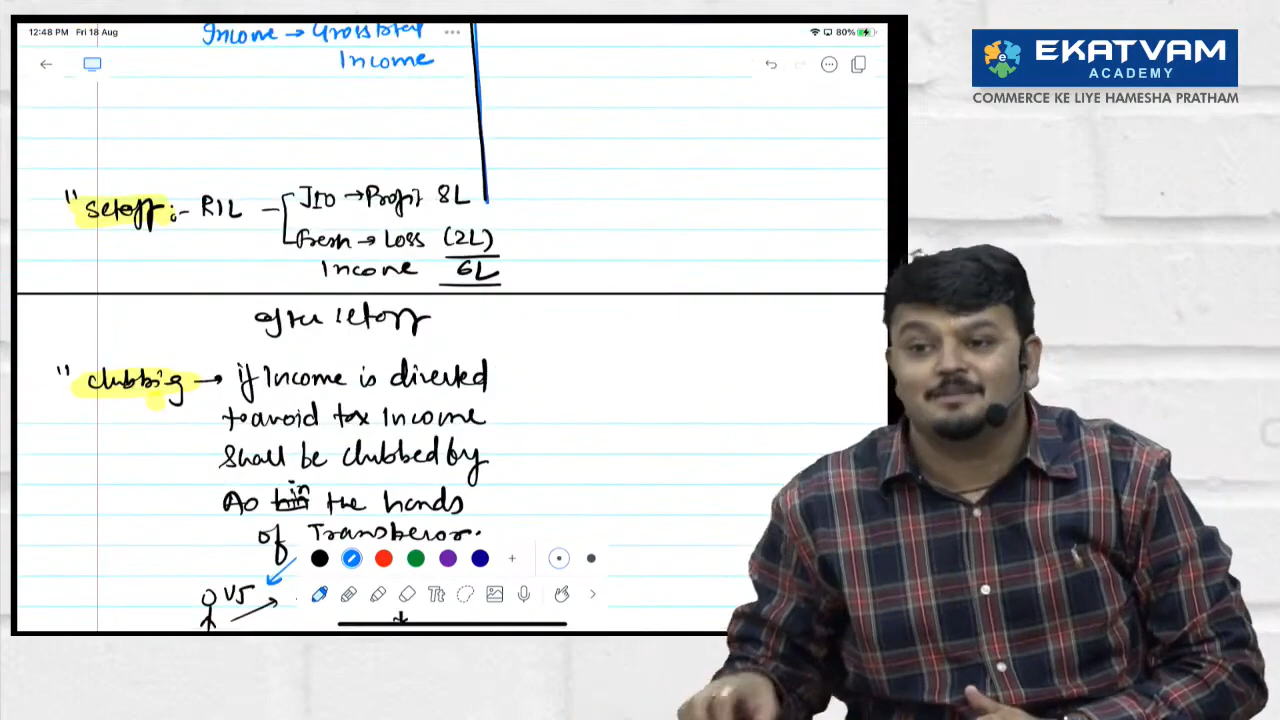 12:48 PM Fri 18 Aug
80%
Income → Gross total
Income
"Setoff :- RIL - Jio → Profit 8L
Fresh → Loss (2L)
Income 6L
after setoff
"clubbing → if Income is diverted
to avoid tax Income
shall be clubbed by
AO in the hands
of Transferor.
VJ
Tt
EKATVAM
ACADEMY
COMMERCE KE LIYE HAMESHA PRATHAM